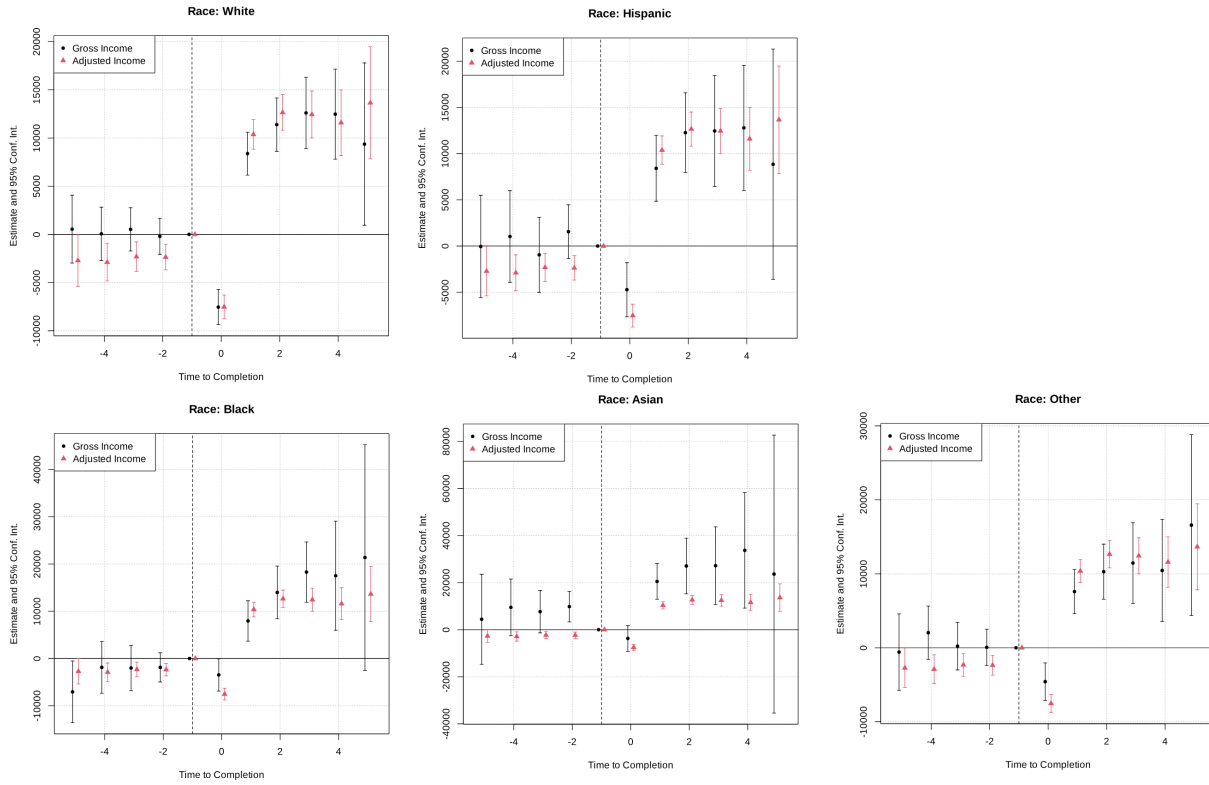 Race: White
Gross Income
Adjusted Income
Estimate and 95% Conf. Int.
20000
15000
10000
5000
0
-5000
-10000
-4
-2
0
2
4
Time to Completion
Race: Hispanic
Gross Income
Adjusted Income
Estimate and 95% Conf. Int.
20000
15000
10000
5000
0
-5000
-4
-2
0
2
4
Time to Completion
Race: Black
Gross Income
Adjusted Income
Estimate and 95% Conf. Int.
40000
30000
20000
10000
0
-10000
-4
-2
0
2
4
Time to Completion
Race: Asian
Gross Income
Adjusted Income
Estimate and 95% Conf. Int.
80000
60000
40000
20000
0
-20000
-40000
-4
-2
0
2
4
Time to Completion
Race: Other
Gross Income
Adjusted Income
Estimate and 95% Conf. Int.
30000
20000
10000
0
-10000
-4
-2
0
2
4
Time to Completion